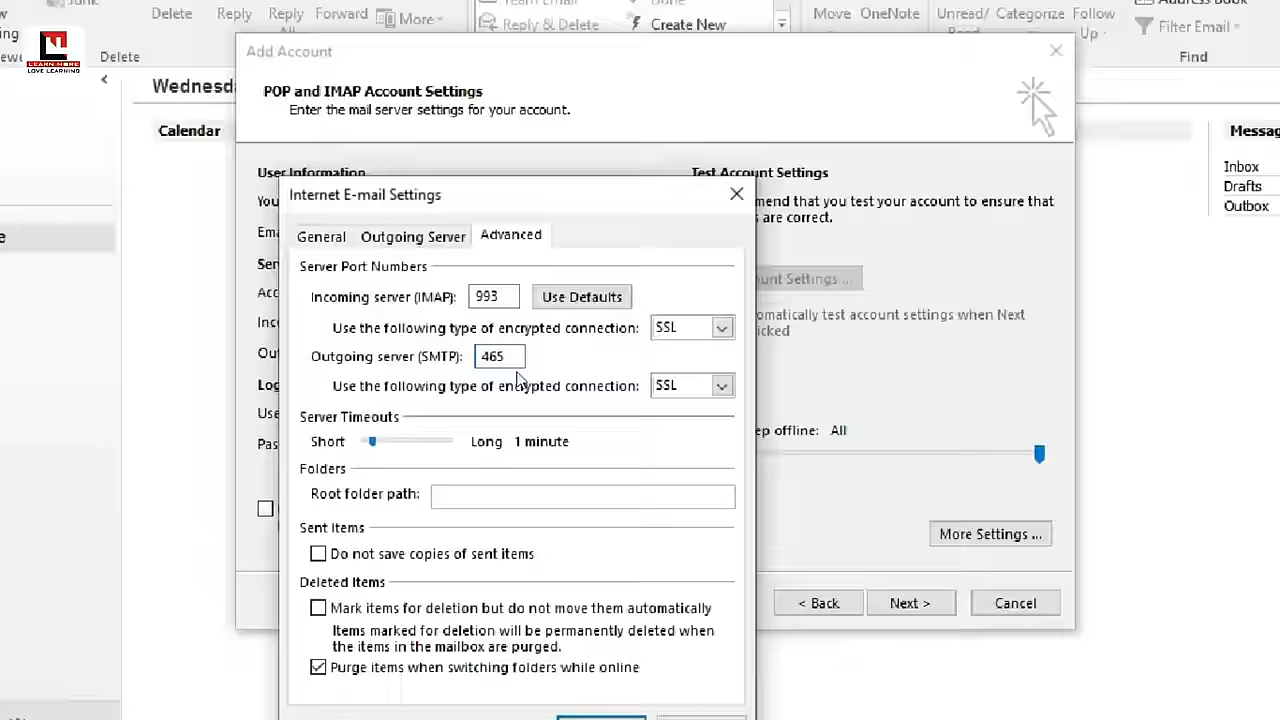 Delete Reply Reply Forward More Reply & Delete Create New Move OneNote Unread/ Categorize Follow Up Address Book
Filter Email
Delete Find
LEARN MORE
LOVE LEARNING
Add Account
Calendar
Messag
Inbox
Drafts
Outbox
POP and IMAP Account Settings
Enter the mail server settings for your account.
User Information
Test Account Settings
mend that you test your account to ensure that
s are correct.
unt Settings ...
omatically test account settings when Next
icked
ep offline: All
More Settings ...
< Back Next > Cancel
Internet E-mail Settings
General Outgoing Server Advanced
Server Port Numbers
Incoming server (IMAP): 993 Use Defaults
Use the following type of encrypted connection: SSL
Outgoing server (SMTP): 465
Use the following type of encrypted connection: SSL
Server Timeouts
Short Long 1 minute
Folders
Root folder path:
Sent Items
Do not save copies of sent items
Deleted Items
Mark items for deletion but do not move them automatically
Items marked for deletion will be permanently deleted when
the items in the mailbox are purged.
Purge items when switching folders while online